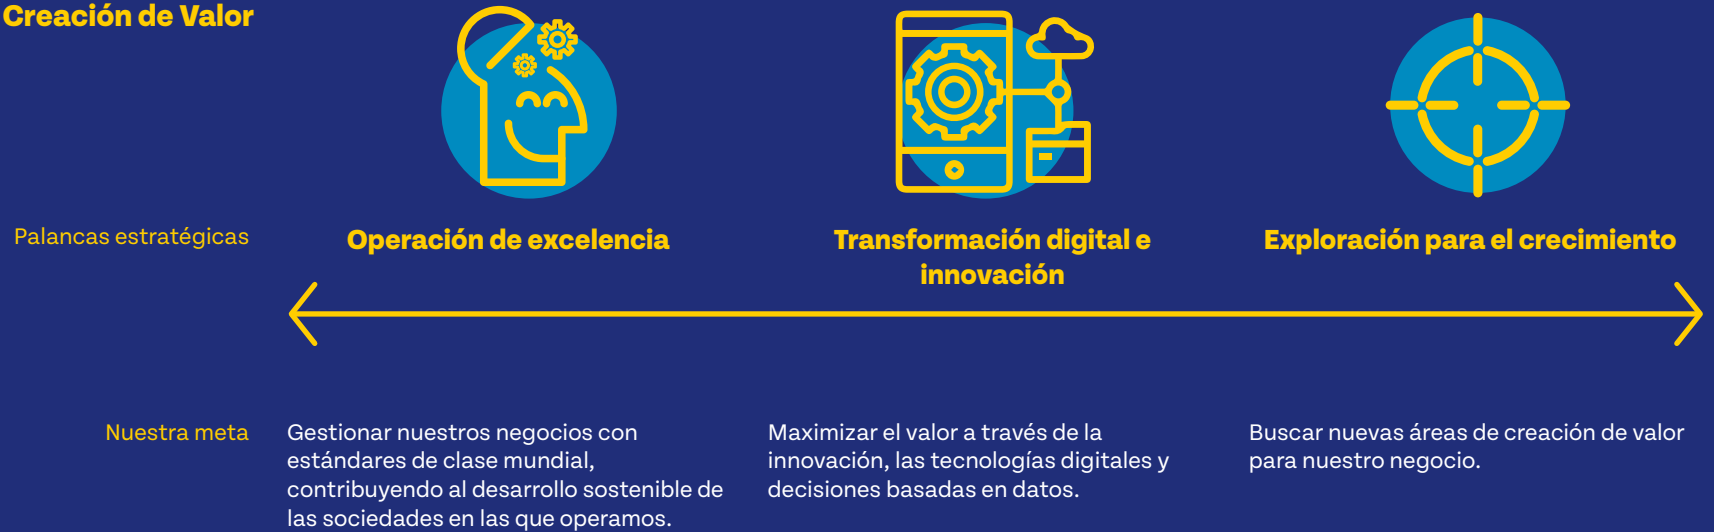 Creación de Valor
Palancas estratégicas
Operación de excelencia
Transformación digital e
innovación
Exploración para el crecimiento
Nuestra meta
Gestionar nuestros negocios con
estándares de clase mundial,
contribuyendo al desarrollo sostenible de
las sociedades en las que operamos.
Maximizar el valor a través de la
innovación, las tecnologías digitales y
decisiones basadas en datos.
Buscar nuevas áreas de creación de valor
para nuestro negocio.